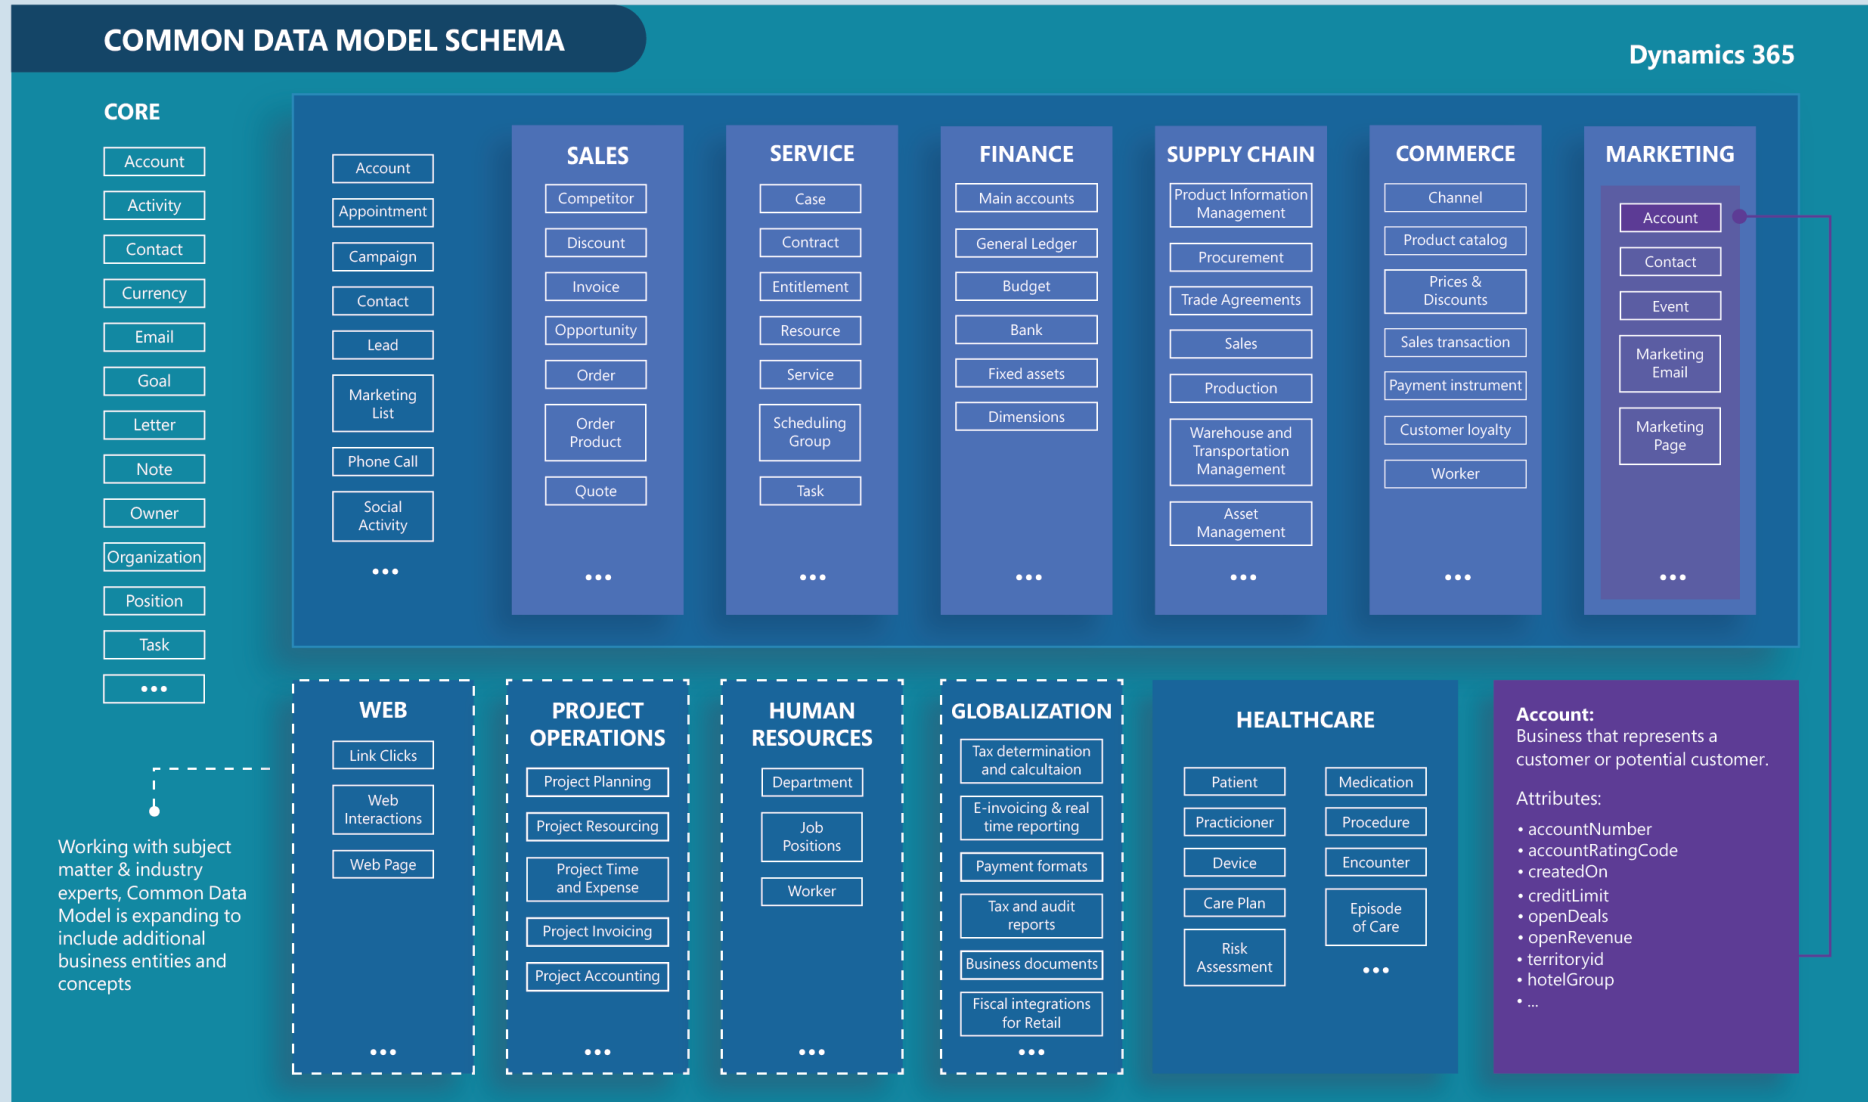 COMMON DATA MODEL SCHEMA
Dynamics 365
CORE
Account
Activity
Contact
Currency
Email
Goal
Letter
Note
Owner
Organization
Position
Task
...
Account
Appointment
Campaign
Contact
Lead
Marketing
List
Phone Call
Social
Activity
...
SALES
Competitor
Discount
Invoice
Opportunity
Order
Order
Product
Quote
...
SERVICE
Case
Contract
Entitlement
Resource
Service
Scheduling
Group
Task
...
FINANCE
Main accounts
General Ledger
Budget
Bank
Fixed assets
Dimensions
...
SUPPLY CHAIN
Product Information
Management
Procurement
Trade Agreements
Sales
Production
Warehouse and
Transportation
Management
Asset
Management
...
COMMERCE
Channel
Product catalog
Prices &
Discounts
Sales transaction
Payment instrument
Customer loyalty
Worker
...
MARKETING
Account
Contact
Event
Marketing
Email
Marketing
Page
...
Working with subject
matter & industry
experts, Common Data
Model is expanding to
include additional
business entities and
concepts
WEB
Link Clicks
Web
Interactions
Web Page
...
PROJECT
OPERATIONS
Project Planning
Project Resourcing
Project Time
and Expense
Project Invoicing
Project Accounting
...
HUMAN
RESOURCES
Department
Job
Positions
Worker
...
GLOBALIZATION
Tax determination
and calcultaion
E-invoicing & real
time reporting
Payment formats
Tax and audit
reports
Business documents
Fiscal integrations
for Retail
...
HEALTHCARE
Patient
Practicioner
Device
Care Plan
Risk
Assessment
Medication
Procedure
Encounter
Episode
of Care
...
Account:
Business that represents a
customer or potential customer.
Attributes:
• accountNumber
• accountRatingCode
• createdOn
• creditLimit
• openDeals
• openRevenue
• territoryid
• hotelGroup
• ...